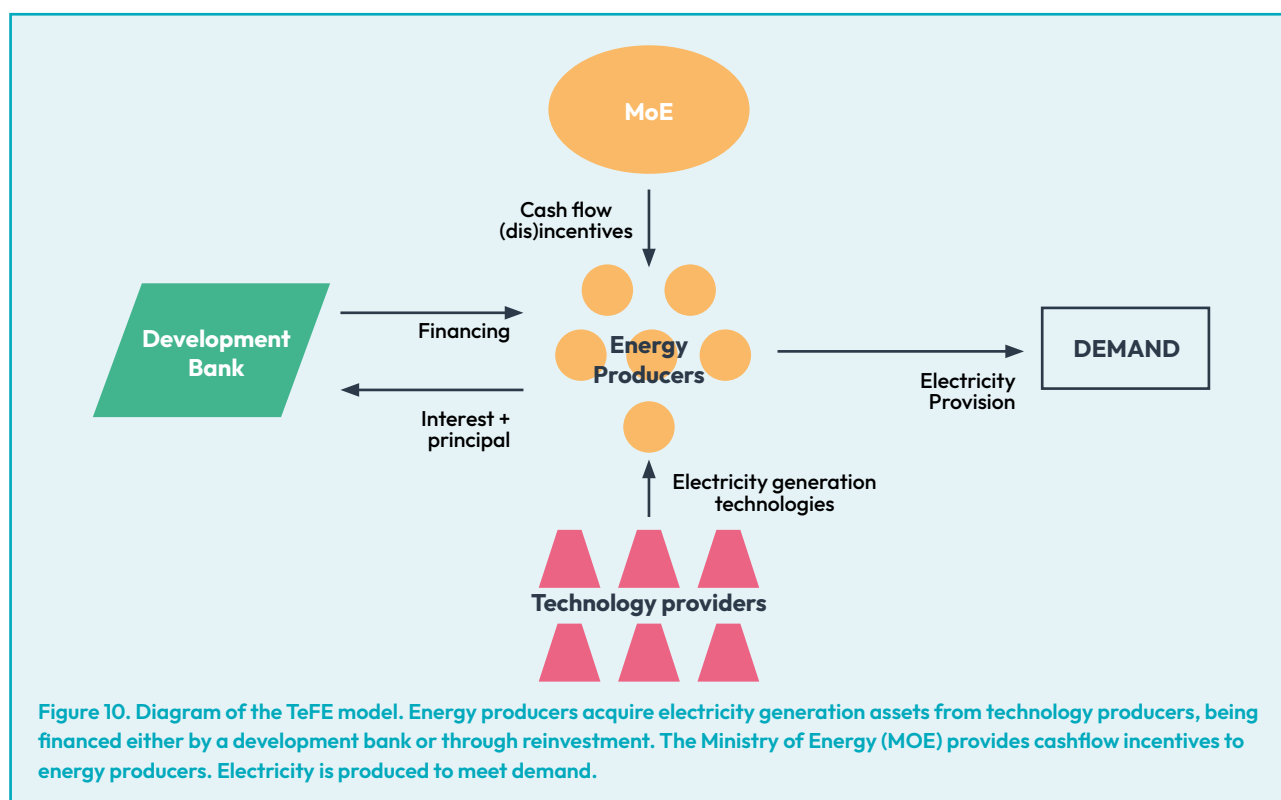 MoE
Cash flow
(dis)incentives
Development
Bank
Financing
Interest +
principal
Energy
Producers
Electricity
Provision
DEMAND
Electricity generation
technologies
Technology providers
Figure 10. Diagram of the TeFE model. Energy producers acquire electricity generation assets from technology producers, being
financed either by a development bank or through reinvestment. The Ministry of Energy (MOE) provides cashflow incentives to
energy producers. Electricity is produced to meet demand.